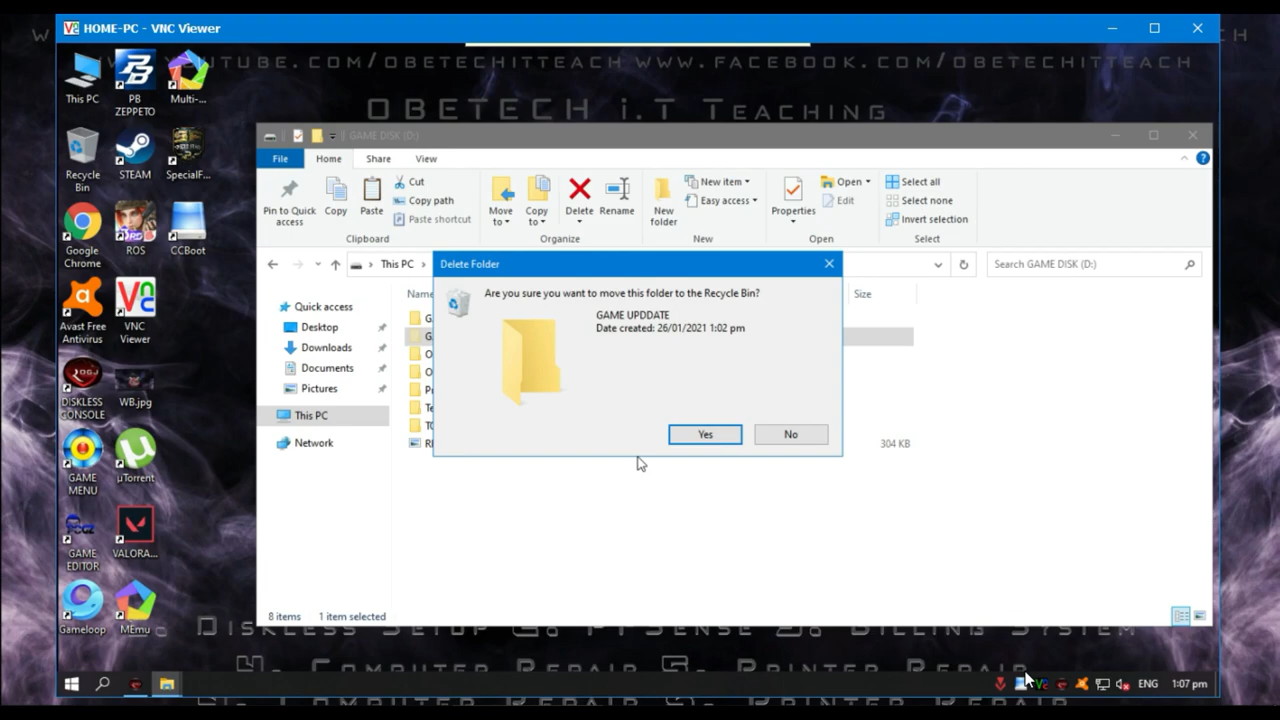 HOME-PC - VNC Viewer
UTUBE.COM/OBETECHITTEACH WWW.FACEBOOK.COM/OBETECHITTEACH
OBETECH i.T TEACHING
This PC
PB ZEPPETO
Multi-...
Recycle Bin
STEAM
SpecialF...
Google Chrome
ROS
CCBoot
Avast Free Antivirus
VNC Viewer
DISKLESS CONSOLE
WB.jpg
GAME MENU
µTorrent
GAME EDITOR
VALORA...
Gameloop
MEmu
GAME DISK (D:)
File Home Share View
Pin to Quick access
Copy
Paste
Cut
Copy path
Paste shortcut
Clipboard
Move to
Copy to
Delete
Rename
Organize
New folder
New item
Easy access
New
Properties
Open
Edit
Open
Select all
Select none
Invert selection
Select
This PC
Search GAME DISK (D:)
Quick access
Desktop
Downloads
Documents
Pictures
This PC
Network
Size
304 KB
Delete Folder
Are you sure you want to move this folder to the Recycle Bin?
GAME UPDDATE
Date created: 26/01/2021 1:02 pm
Yes No
8 items 1 item selected
DISKLESS SETUP
PFSENSE
BILLING SYSTEM
COMPUTER REPAIR 5. PRINTER REPAIR
ENG 1:07 pm